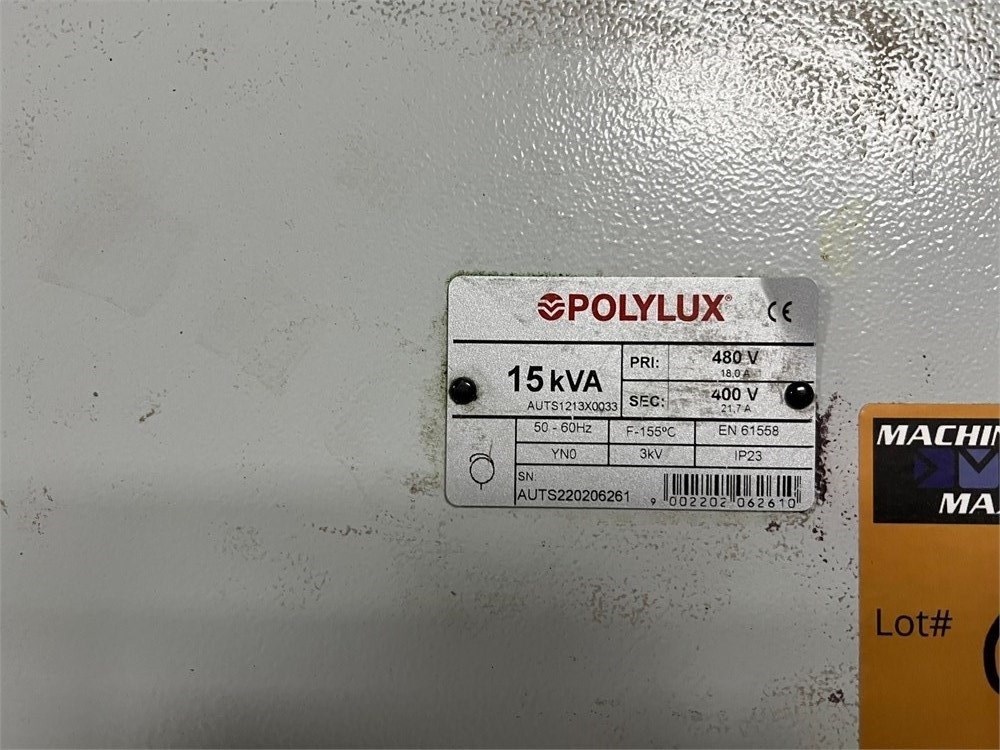 POLYLUX® CE
15 kVA
AUTS1213X0033
PRI: 480 V
18,0 A
SEC: 400 V
21,7 A
50 - 60Hz F-155ºC EN 61558
YN0 3kV IP23
SN:
AUTS220206261
9 002202 062610
MACHIN
MA
Lot#